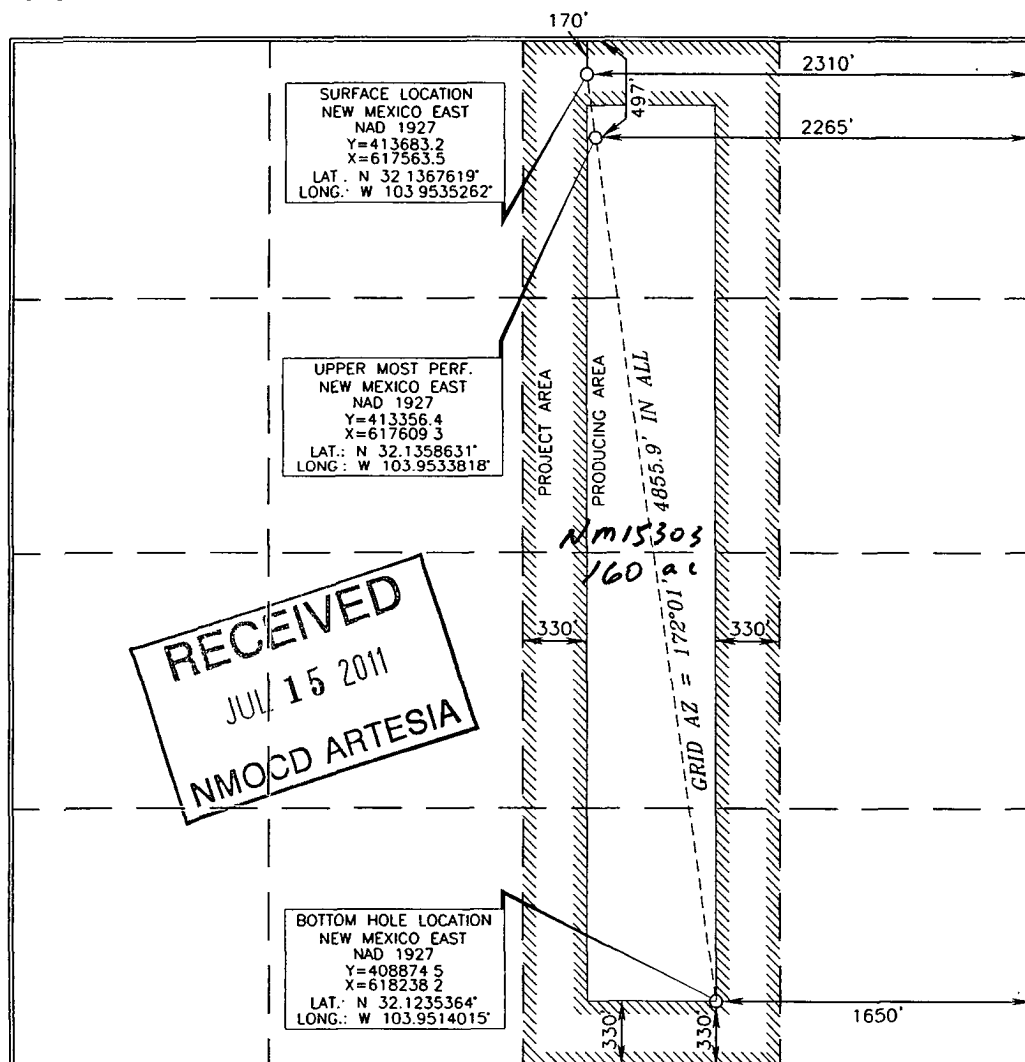 170'
2310'
497'
2265'
SURFACE LOCATION
NEW MEXICO EAST
NAD 1927
Y=413683.2
X=617563.5
LAT. N 32 1367619°
LONG.: W 103 9535262°
UPPER MOST PERF.
NEW MEXICO EAST
NAD 1927
Y=413356.4
X=617609 3
LAT.: N 32.1358631°
LONG: W 103.9533818°
PROJECT AREA
PRODUCING AREA
4855.9' IN ALL
GRID AZ = 172°01'
Nm15303
160 ac
330'
330'
RECEIVED
JUL 15 2011
NMOCD ARTESIA
BOTTOM HOLE LOCATION
NEW MEXICO EAST
NAD 1927
Y=408874 5
X=618238 2
LAT.: N 32.1235364°
LONG.: W 103.9514015°
330'
330'
1650'